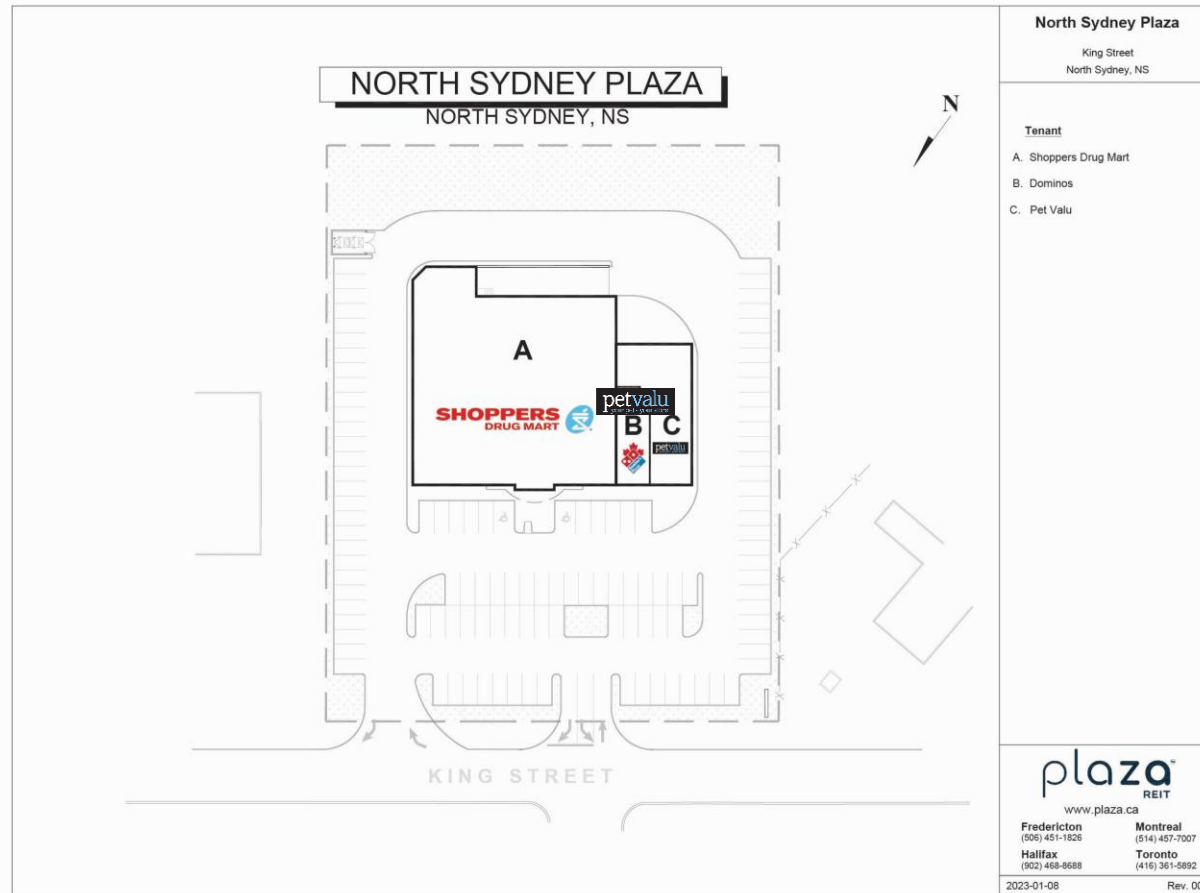 NORTH SYDNEY PLAZA
NORTH SYDNEY, NS
N
A
SHOPPERS
DRUG MART
petvalu
B
C
petvalu
KING STREET
North Sydney Plaza
King Street
North Sydney, NS
Tenant
A. Shoppers Drug Mart
B. Dominos
C. Pet Valu
plaza
REIT
www.plaza.ca
Fredericton Montreal
(506) 451-1826 (514) 457-7007
Halifax Toronto
(902) 468-8688 (416) 361-5892
2023-01-08